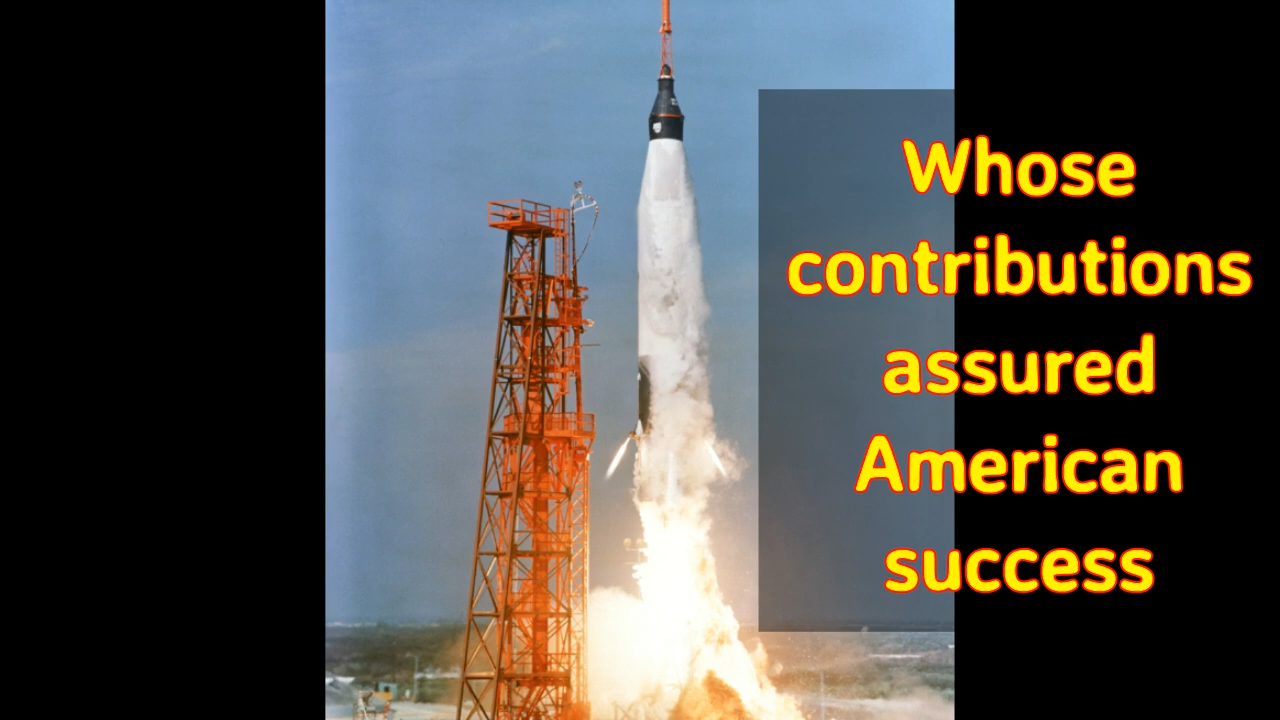 Whose
contributions
assured
American
success